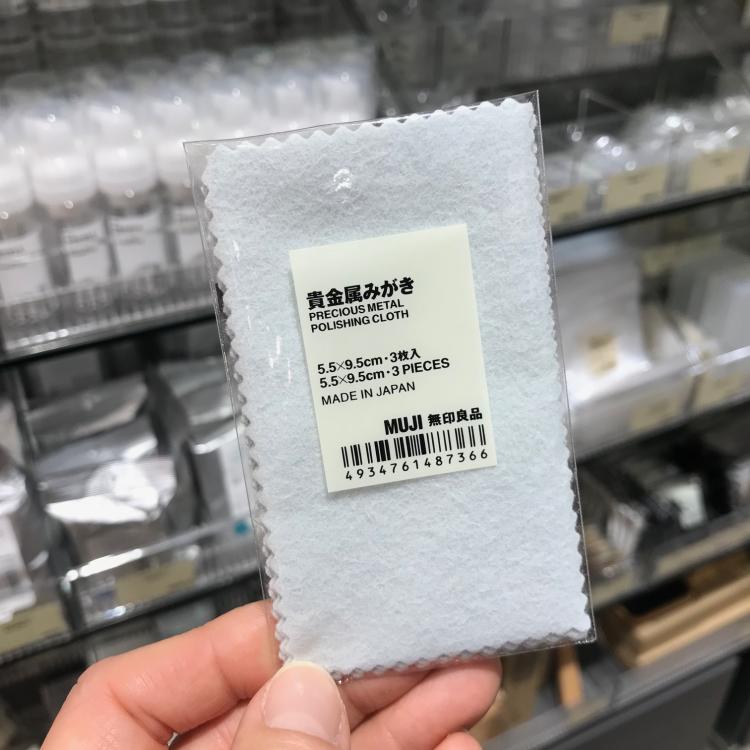 貴金属みがき
PRECIOUS METAL
POLISHING CLOTH
5.5×9.5cm・3枚入
5.5×9.5cm・3 PIECES
MADE IN JAPAN
MUJI 無印良品
4934761487366